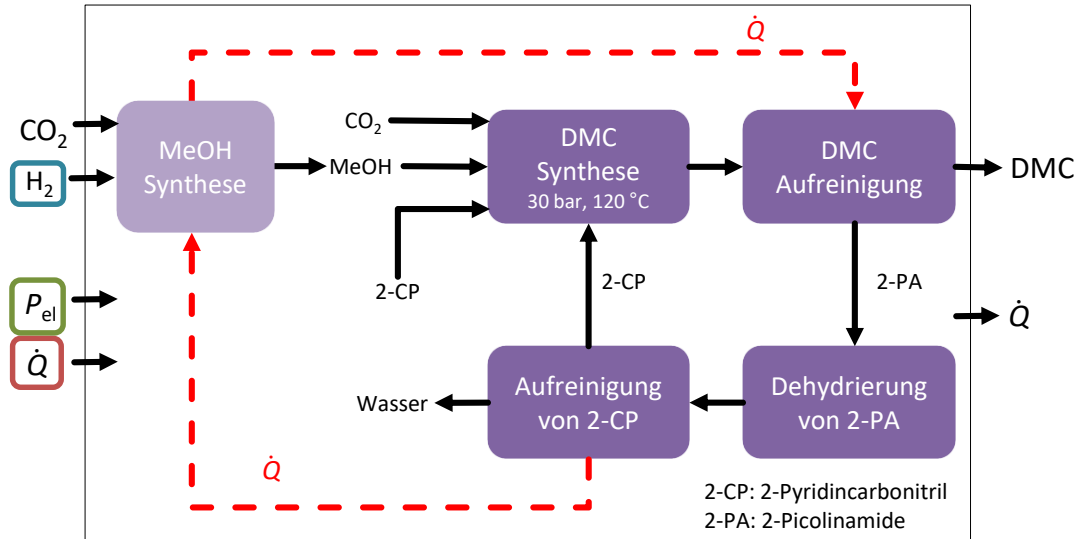 Q̇
CO₂
H₂
MeOH
Synthese
CO₂
MeOH
2-CP
DMC
Synthese
30 bar, 120 °C
DMC
Aufreinigung
DMC
P_el
Q̇
2-CP
2-PA
Q̇
Wasser
Aufreinigung
von 2-CP
Dehydrierung
von 2-PA
Q̇
2-CP: 2-Pyridincarbonitril
2-PA: 2-Picolinamide